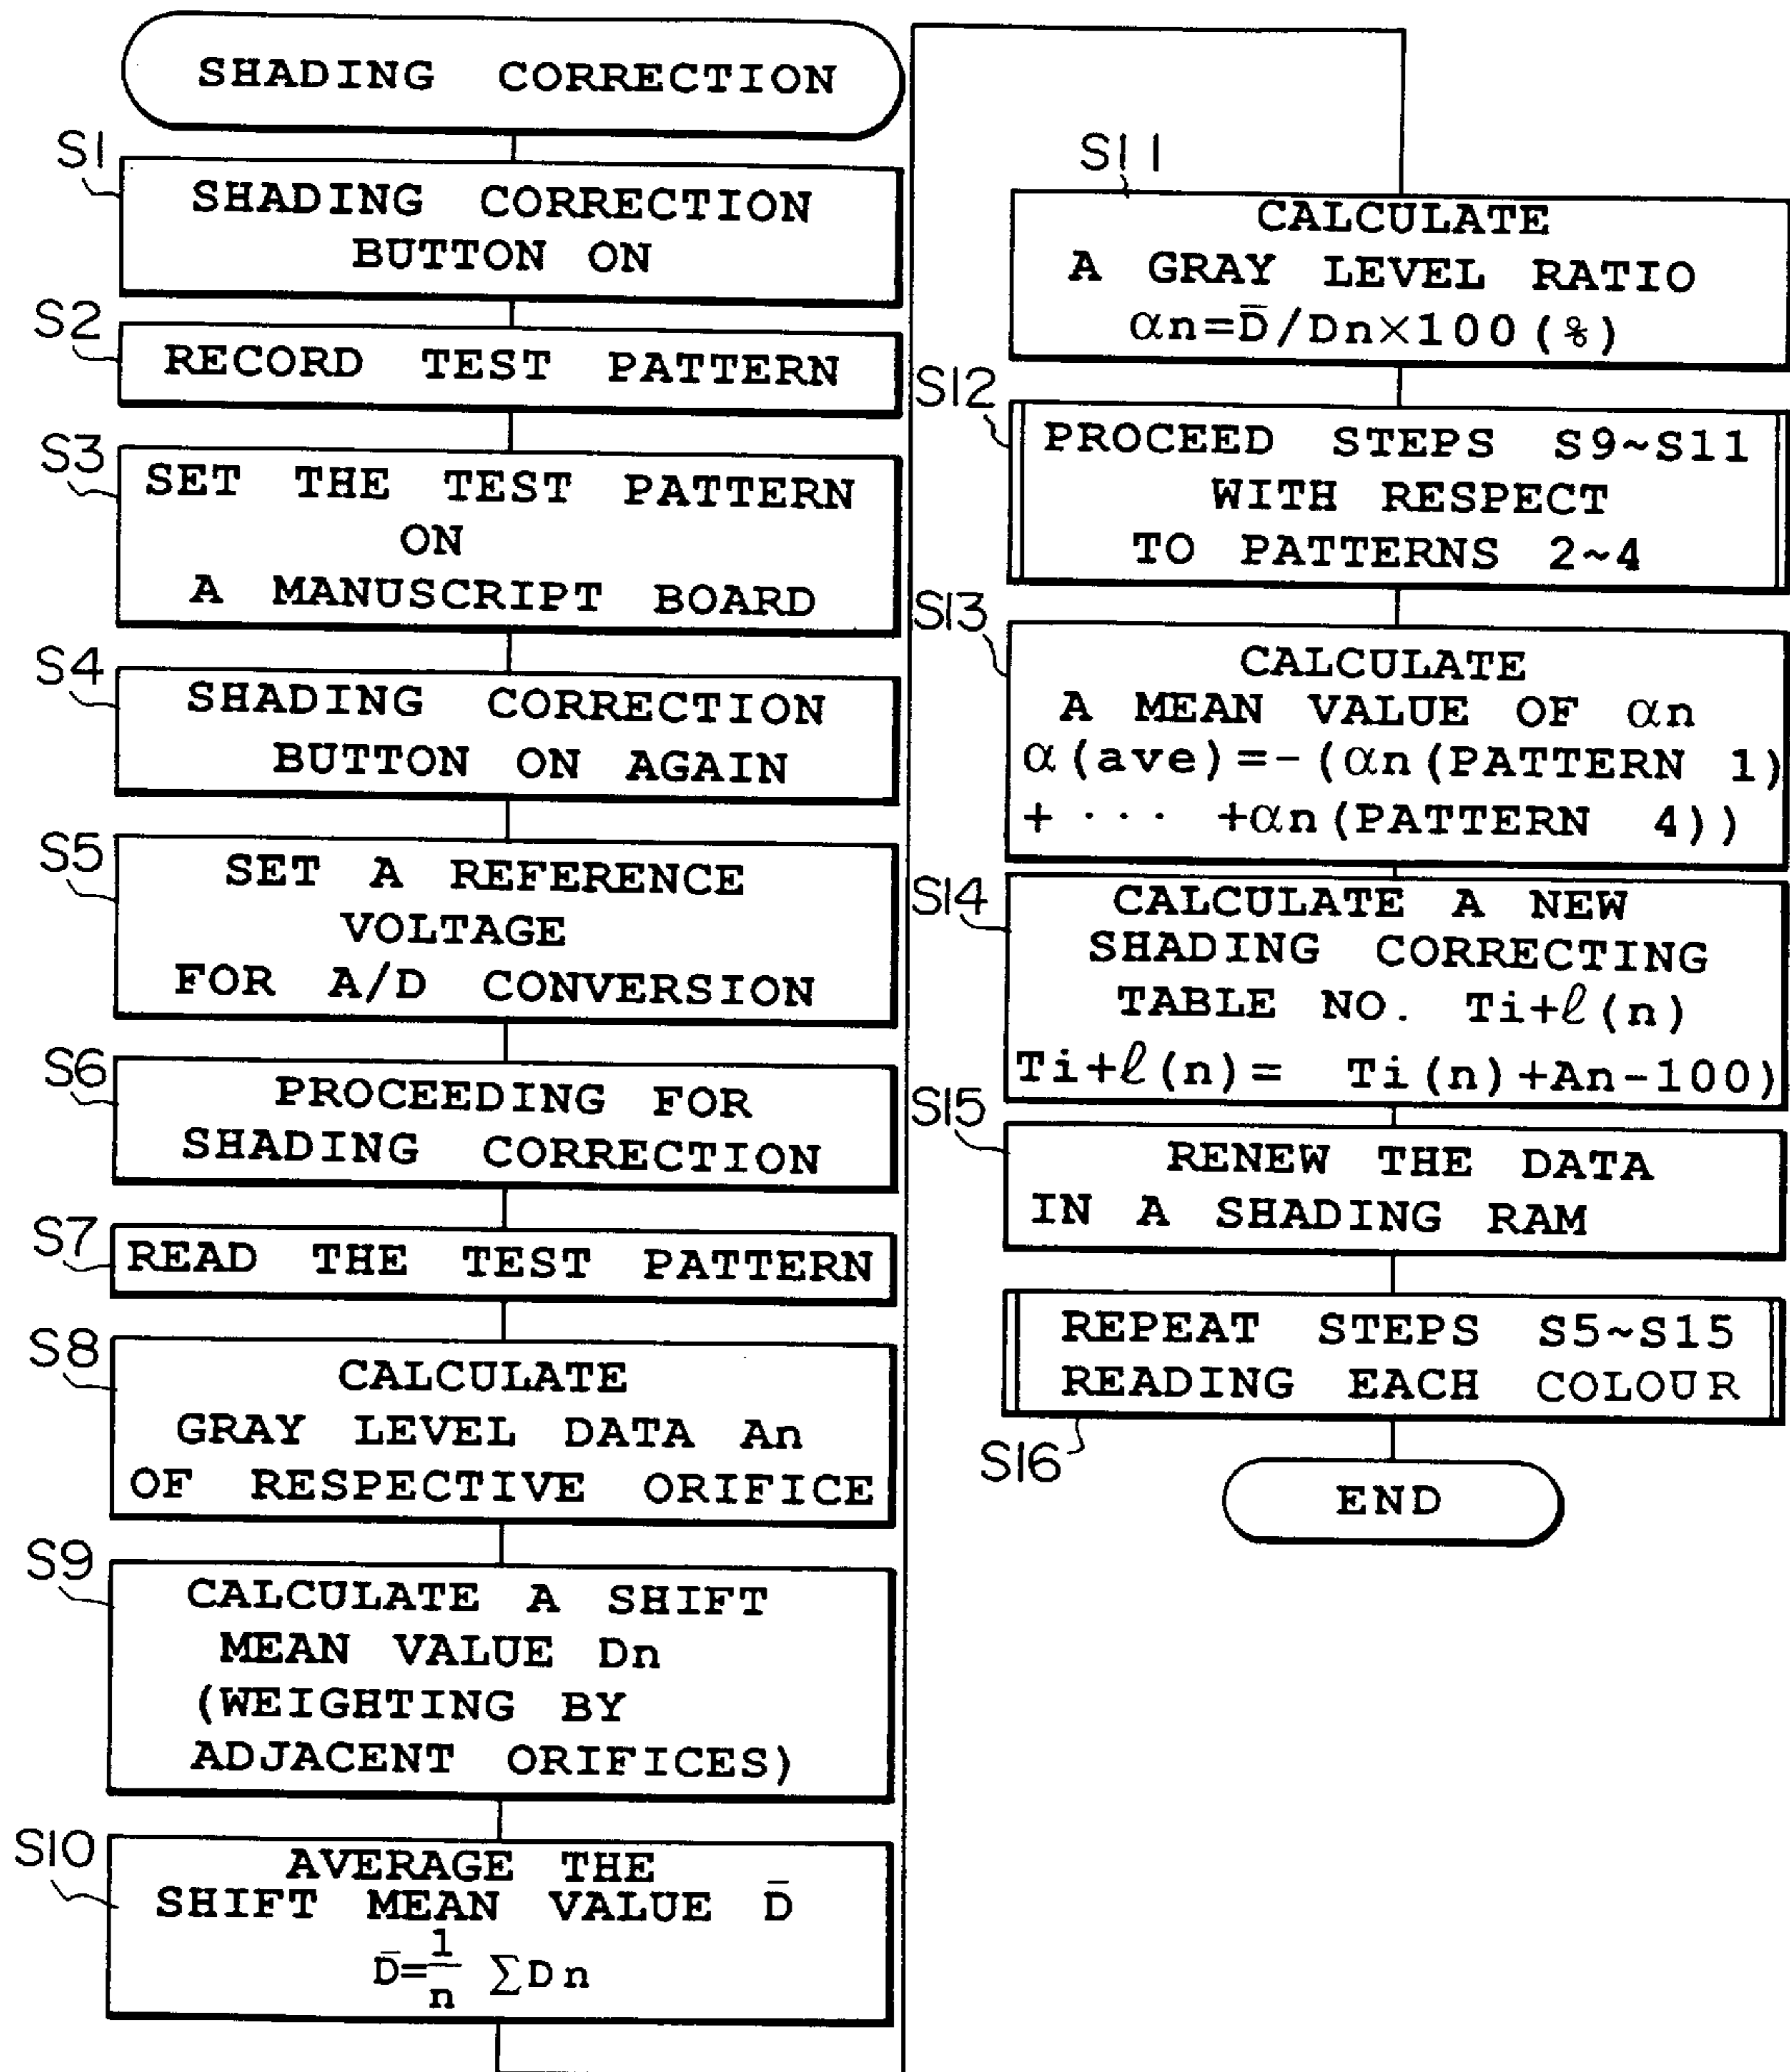 SHADING CORRECTION
S1
SHADING CORRECTION
BUTTON ON
S2
RECORD TEST PATTERN
S3
SET THE TEST PATTERN
ON
A MANUSCRIPT BOARD
S4
SHADING CORRECTION
BUTTON ON AGAIN
S5
SET A REFERENCE
VOLTAGE
FOR A/D CONVERSION
S6
PROCEEDING FOR
SHADING CORRECTION
S7
READ THE TEST PATTERN
S8
CALCULATE
GRAY LEVEL DATA An
OF RESPECTIVE ORIFICE
S9
CALCULATE A SHIFT
MEAN VALUE Dn
(WEIGHTING BY
ADJACENT ORIFICES)
S10
AVERAGE THE
SHIFT MEAN VALUE D̄
D̄=1/n ΣDn
S11
CALCULATE
A GRAY LEVEL RATIO
αn=D̄/Dn×100(%)
S12
PROCEED STEPS S9~S11
WITH RESPECT
TO PATTERNS 2~4
S13
CALCULATE
A MEAN VALUE OF αn
α(ave)=-(αn(PATTERN 1)
+ ··· +αn(PATTERN 4))
S14
CALCULATE A NEW
SHADING CORRECTING
TABLE NO. Ti+ℓ(n)
Ti+ℓ(n)= Ti(n)+An-100)
S15
RENEW THE DATA
IN A SHADING RAM
REPEAT STEPS S5~S15
READING EACH COLOUR
S16
END